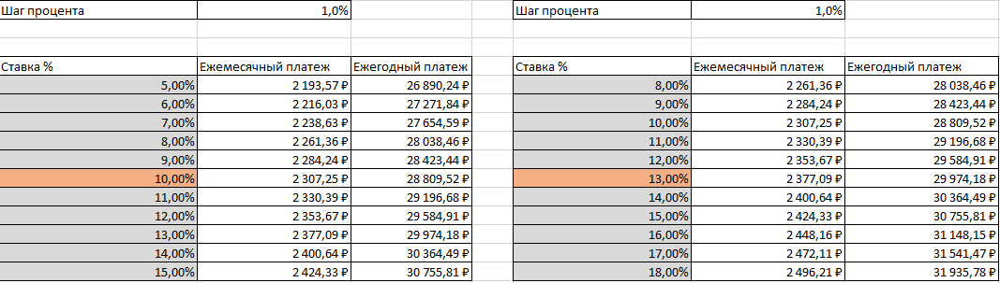 Шаг процента 1,0% Шаг процента 1,0%
Ставка % Ежемесячный платеж Ежегодный платеж Ставка % Ежемесячный платеж Ежегодный платеж
5,00% 2 193,57 ₽ 26 890,24 ₽ 8,00% 2 261,36 ₽ 28 038,46 ₽
6,00% 2 216,03 ₽ 27 271,84 ₽ 9,00% 2 284,24 ₽ 28 423,44 ₽
7,00% 2 238,63 ₽ 27 654,59 ₽ 10,00% 2 307,25 ₽ 28 809,52 ₽
8,00% 2 261,36 ₽ 28 038,46 ₽ 11,00% 2 330,39 ₽ 29 196,68 ₽
9,00% 2 284,24 ₽ 28 423,44 ₽ 12,00% 2 353,67 ₽ 29 584,91 ₽
10,00% 2 307,25 ₽ 28 809,52 ₽ 13,00% 2 377,09 ₽ 29 974,18 ₽
11,00% 2 330,39 ₽ 29 196,68 ₽ 14,00% 2 400,64 ₽ 30 364,49 ₽
12,00% 2 353,67 ₽ 29 584,91 ₽ 15,00% 2 424,33 ₽ 30 755,81 ₽
13,00% 2 377,09 ₽ 29 974,18 ₽ 16,00% 2 448,16 ₽ 31 148,15 ₽
14,00% 2 400,64 ₽ 30 364,49 ₽ 17,00% 2 472,11 ₽ 31 541,47 ₽
15,00% 2 424,33 ₽ 30 755,81 ₽ 18,00% 2 496,21 ₽ 31 935,78 ₽